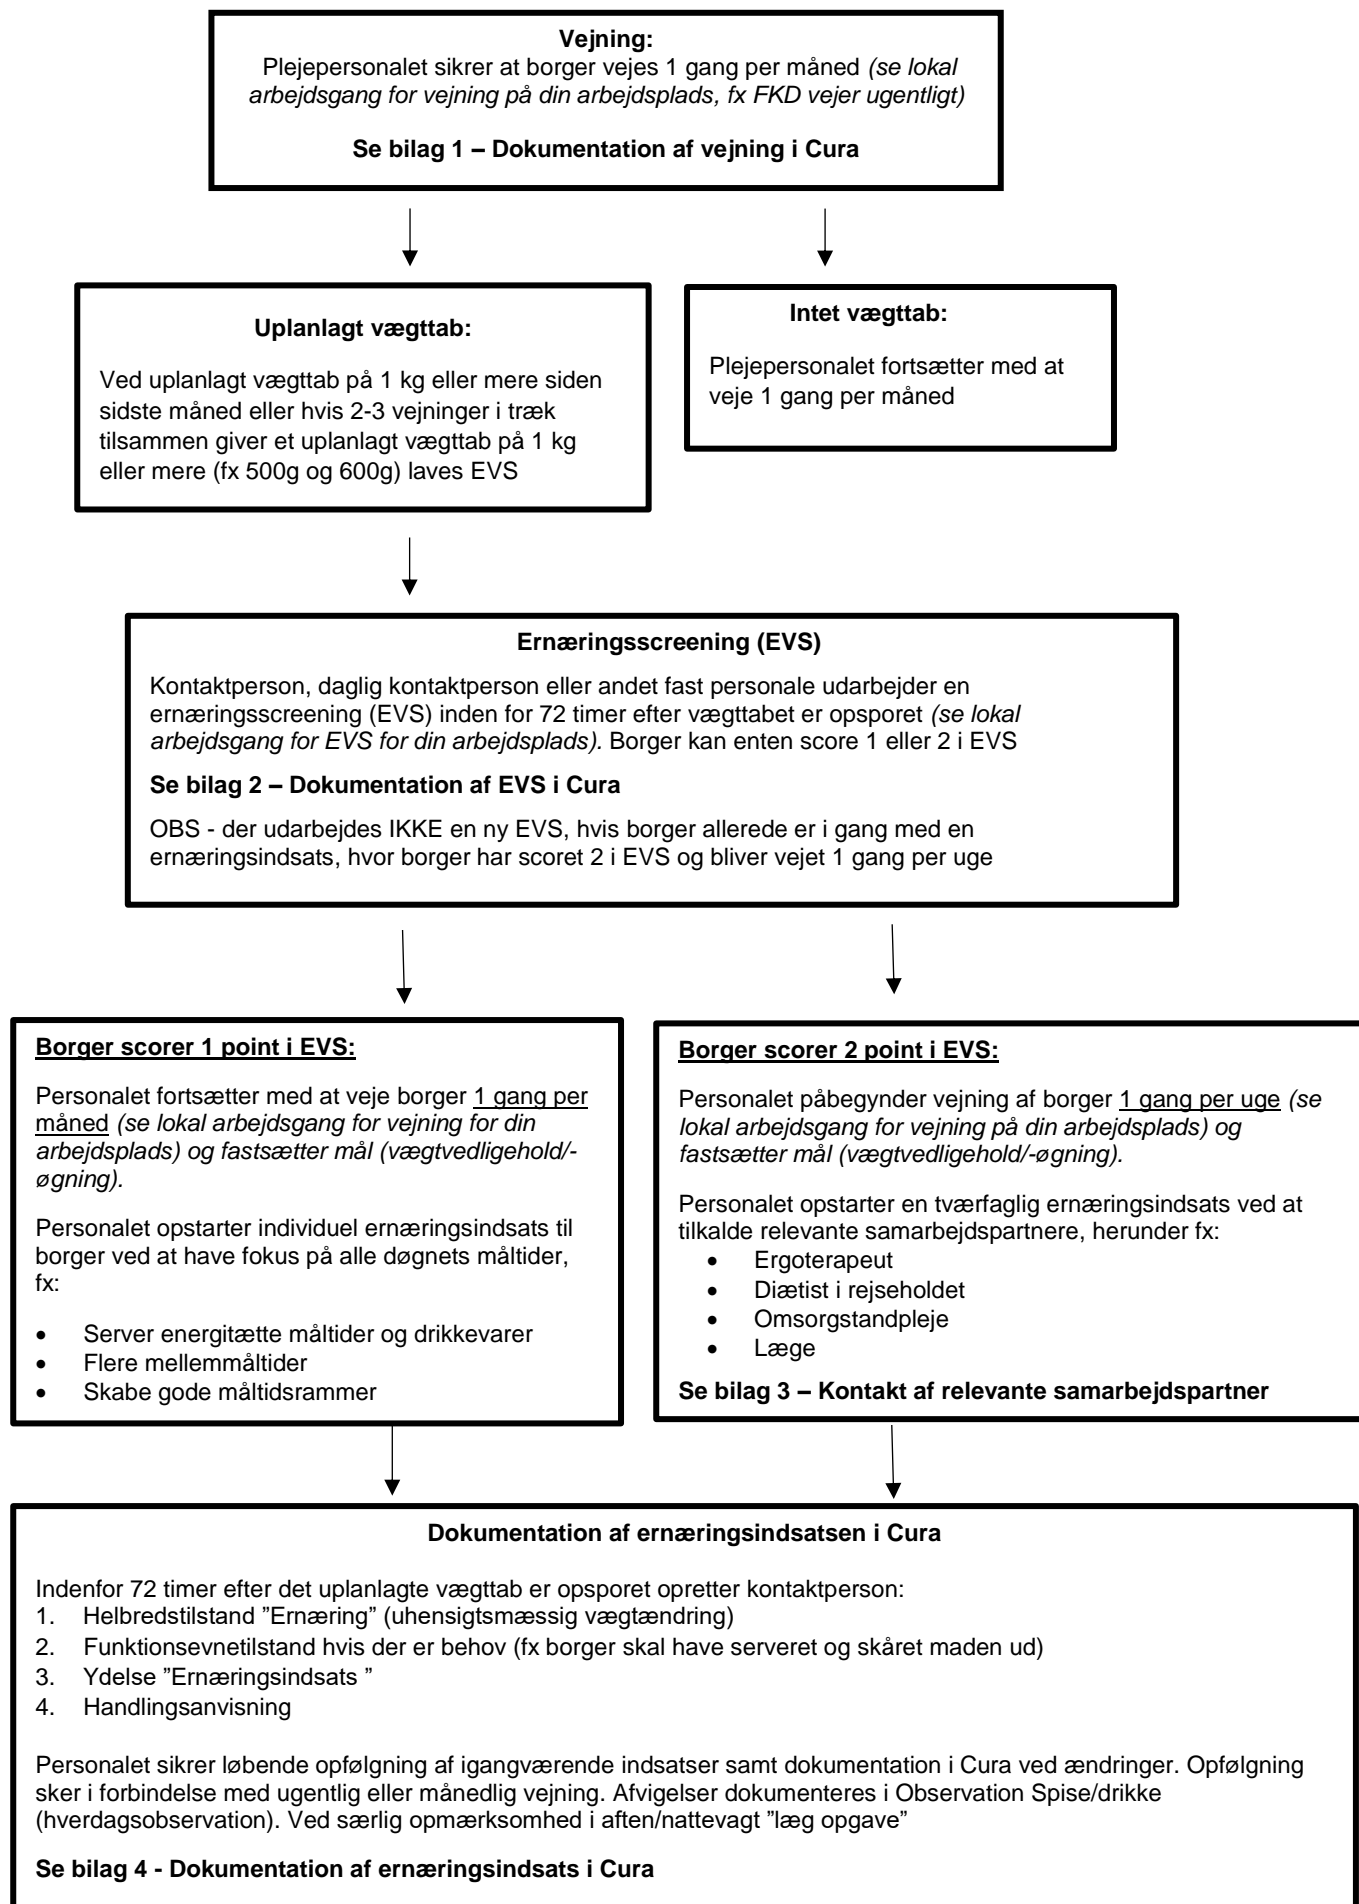 Vejning:
Plejepersonalet sikrer at borger vejes 1 gang per måned (se lokal
arbejdsgang for vejning på din arbejdsplads, fx FKD vejer ugentligt)
Se bilag 1 – Dokumentation af vejning i Cura
Uplanlagt vægttab:
Ved uplanlagt vægttab på 1 kg eller mere siden
sidste måned eller hvis 2-3 vejninger i træk
tilsammen giver et uplanlagt vægttab på 1 kg
eller mere (fx 500g og 600g) laves EVS
Intet vægttab:
Plejepersonalet fortsætter med at
veje 1 gang per måned
Ernæringsscreening (EVS)
Kontaktperson, daglig kontaktperson eller andet fast personale udarbejder en
ernæringsscreening (EVS) inden for 72 timer efter vægttabet er opsporet (se lokal
arbejdsgang for EVS for din arbejdsplads). Borger kan enten score 1 eller 2 i EVS
Se bilag 2 – Dokumentation af EVS i Cura
OBS - der udarbejdes IKKE en ny EVS, hvis borger allerede er i gang med en
ernæringsindsats, hvor borger har scoret 2 i EVS og bliver vejet 1 gang per uge
Borger scorer 1 point i EVS:
Personalet fortsætter med at veje borger 1 gang per
måned (se lokal arbejdsgang for vejning for din
arbejdsplads) og fastsætter mål (vægtvedligehold/-
øgning).
Personalet opstarter individuel ernæringsindsats til
borger ved at have fokus på alle døgnets måltider,
fx:
• Server energitætte måltider og drikkevarer
• Flere mellemmåltider
• Skabe gode måltidsrammer
Borger scorer 2 point i EVS:
Personalet påbegynder vejning af borger 1 gang per uge (se
lokal arbejdsgang for vejning på din arbejdsplads) og
fastsætter mål (vægtvedligehold/-øgning).
Personalet opstarter en tværfaglig ernæringsindsats ved at
tilkalde relevante samarbejdspartnere, herunder fx:
• Ergoterapeut
• Diætist i rejseholdet
• Omsorgstandpleje
• Læge
Se bilag 3 – Kontakt af relevante samarbejdspartner
Dokumentation af ernæringsindsatsen i Cura
Indenfor 72 timer efter det uplanlagte vægttab er opsporet opretter kontaktperson:
1. Helbredstilstand ”Ernæring” (uhensigtsmæssig vægtændring)
2. Funktionsevnetilstand hvis der er behov (fx borger skal have serveret og skåret maden ud)
3. Ydelse ”Ernæringsindsats ”
4. Handlingsanvisning
Personalet sikrer løbende opfølgning af igangværende indsatser samt dokumentation i Cura ved ændringer. Opfølgning
sker i forbindelse med ugentlig eller månedlig vejning. Afvigelser dokumenteres i Observation Spise/drikke
(hverdagsobservation). Ved særlig opmærksomhed i aften/nattevagt ”læg opgave”
Se bilag 4 - Dokumentation af ernæringsindsats i Cura